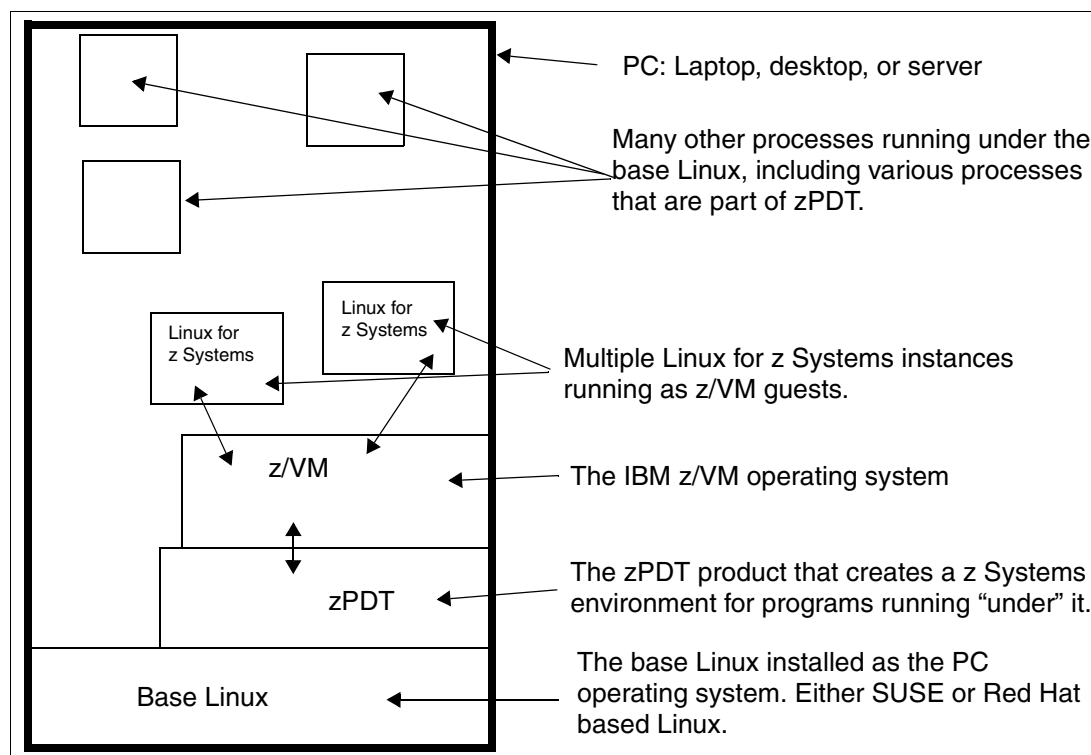 PC: Laptop, desktop, or server
Many other processes running under the
base Linux, including various processes
that are part of zPDT.
Linux for
z Systems
Linux for
z Systems
Multiple Linux for z Systems instances
running as z/VM guests.
z/VM
The IBM z/VM operating system
zPDT
The zPDT product that creates a z Systems
environment for programs running “under” it.
Base Linux
The base Linux installed as the PC
operating system. Either SUSE or Red Hat
based Linux.